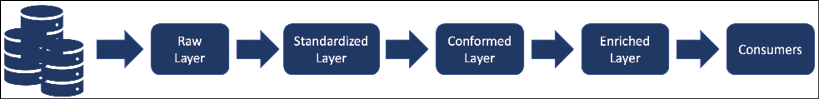 Raw
Layer
Standardized
Layer
Conformed
Layer
Enriched
Layer
Consumers